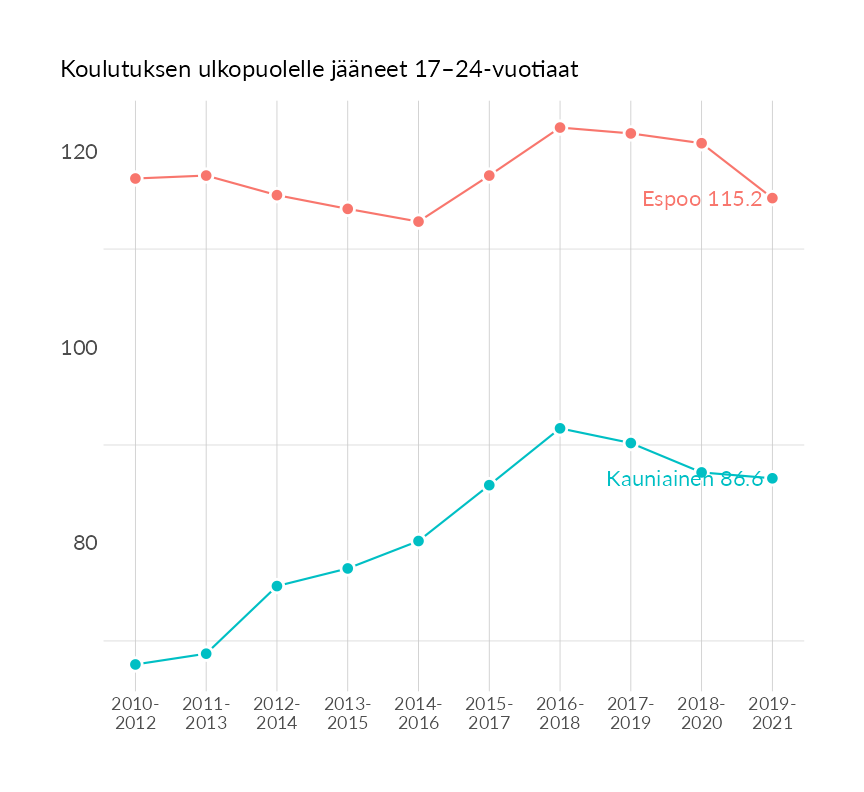 Koulutuksen ulkopuolelle jääneet 17–24-vuotiaat
120
Espoo 115.2
100
Kauniainen 86.6
80
2010- 2011- 2012- 2013- 2014- 2015- 2016- 2017- 2018- 2019-
2012 2013 2014 2015 2016 2017 2018 2019 2020 2021